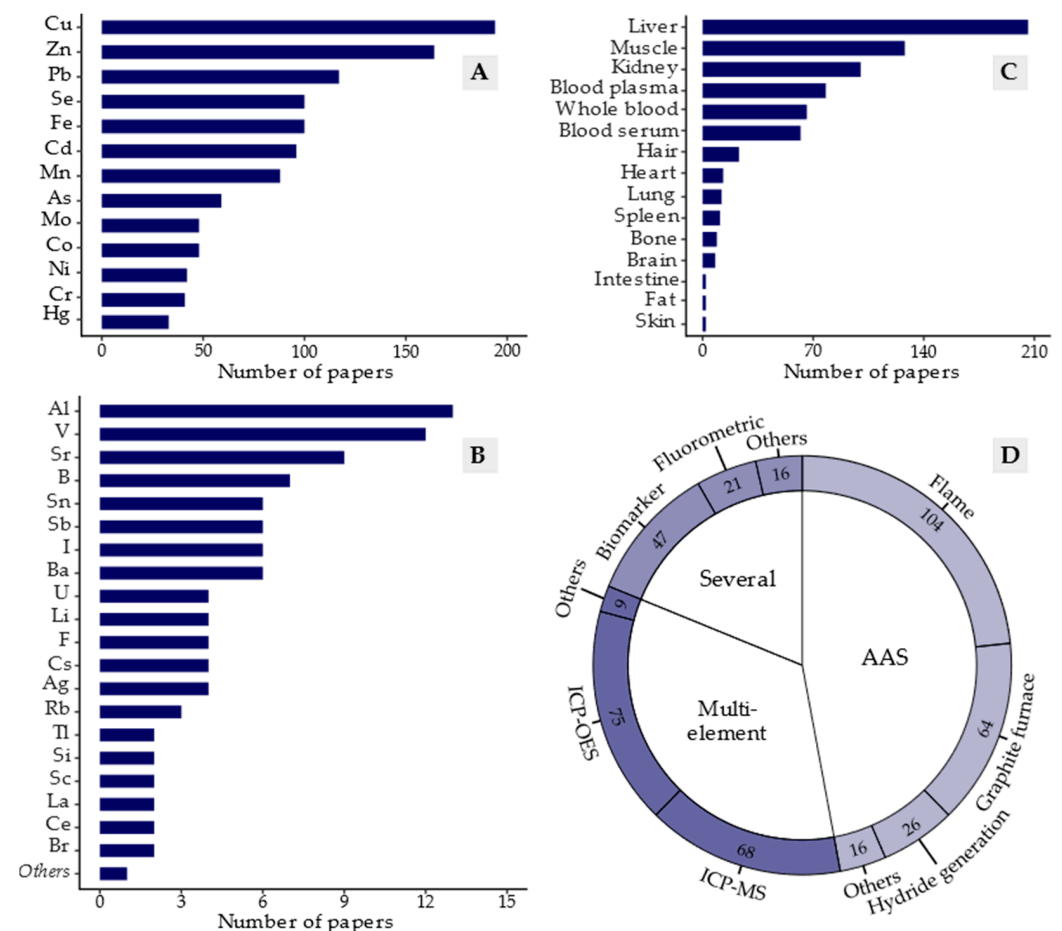 A
Cu
Zn
Pb
Se
Fe
Cd
Mn
As
Mo
Co
Ni
Cr
Hg
0 50 100 150 200
Number of papers
C
Liver
Muscle
Kidney
Blood plasma
Whole blood
Blood serum
Hair
Heart
Lung
Spleen
Bone
Brain
Intestine
Fat
Skin
0 70 140 210
Number of papers
B
Al
V
Sr
B
Sn
Sb
I
Ba
U
Li
F
Cs
Ag
Rb
Tl
Si
Sc
La
Ce
Br
Others
0 3 6 9 12 15
Number of papers
D
AAS
Flame
104
Graphite furnace
64
Hydride generation
26
Others
16
Multi-
element
ICP-MS
68
ICP-OES
75
Others
9
Several
Biomarker
47
Fluorometric
21
Others
16